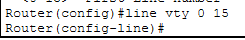 Router(config)#line vty 0 15
Router(config-line)#